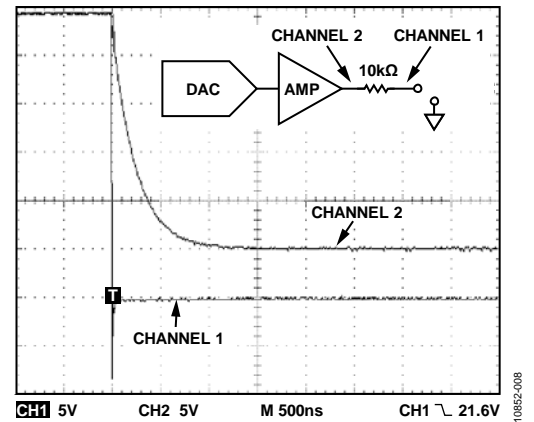 CHANNEL 2 CHANNEL 1
10kΩ
DAC AMP
CHANNEL 2
T
CHANNEL 1
CH1 5V CH2 5V M 500ns CH1 21.6V
10852-008